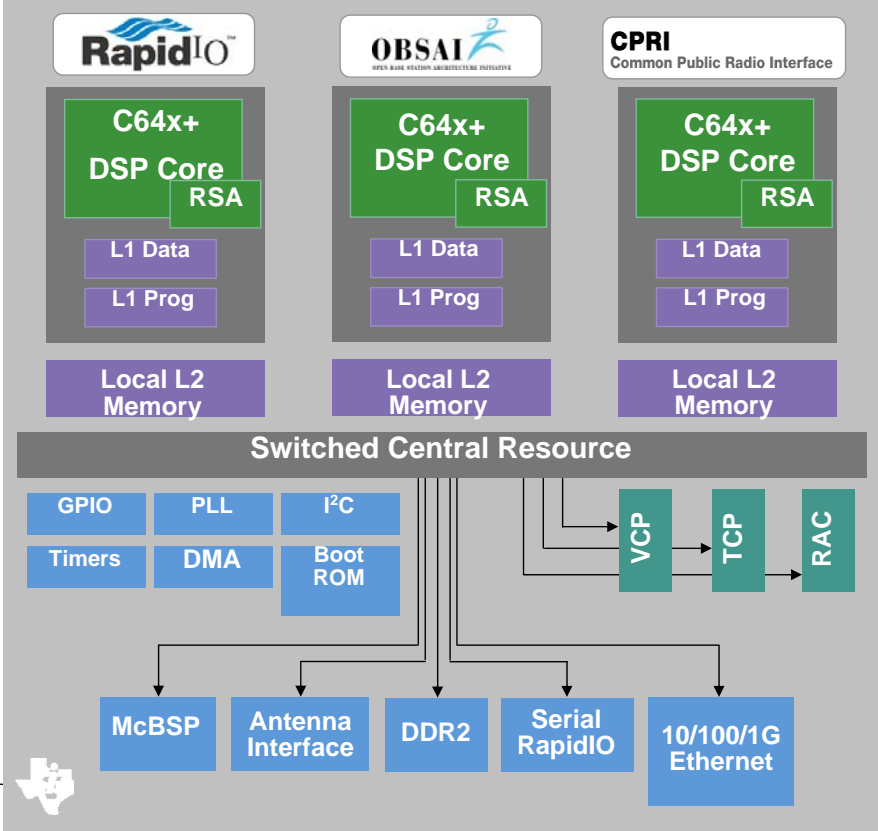 RapidIO™
OBSAI
OPEN BASE STATION ARCHITECTURE INITIATIVE
CPRI
Common Public Radio Interface
C64x+
DSP Core
RSA
L1 Data
L1 Prog
C64x+
DSP Core
RSA
L1 Data
L1 Prog
C64x+
DSP Core
RSA
L1 Data
L1 Prog
Local L2
Memory
Local L2
Memory
Local L2
Memory
Switched Central Resource
GPIO
PLL
I²C
Timers
DMA
Boot
ROM
VCP
TCP
RAC
McBSP
Antenna
Interface
DDR2
Serial
RapidIO
10/100/1G
Ethernet